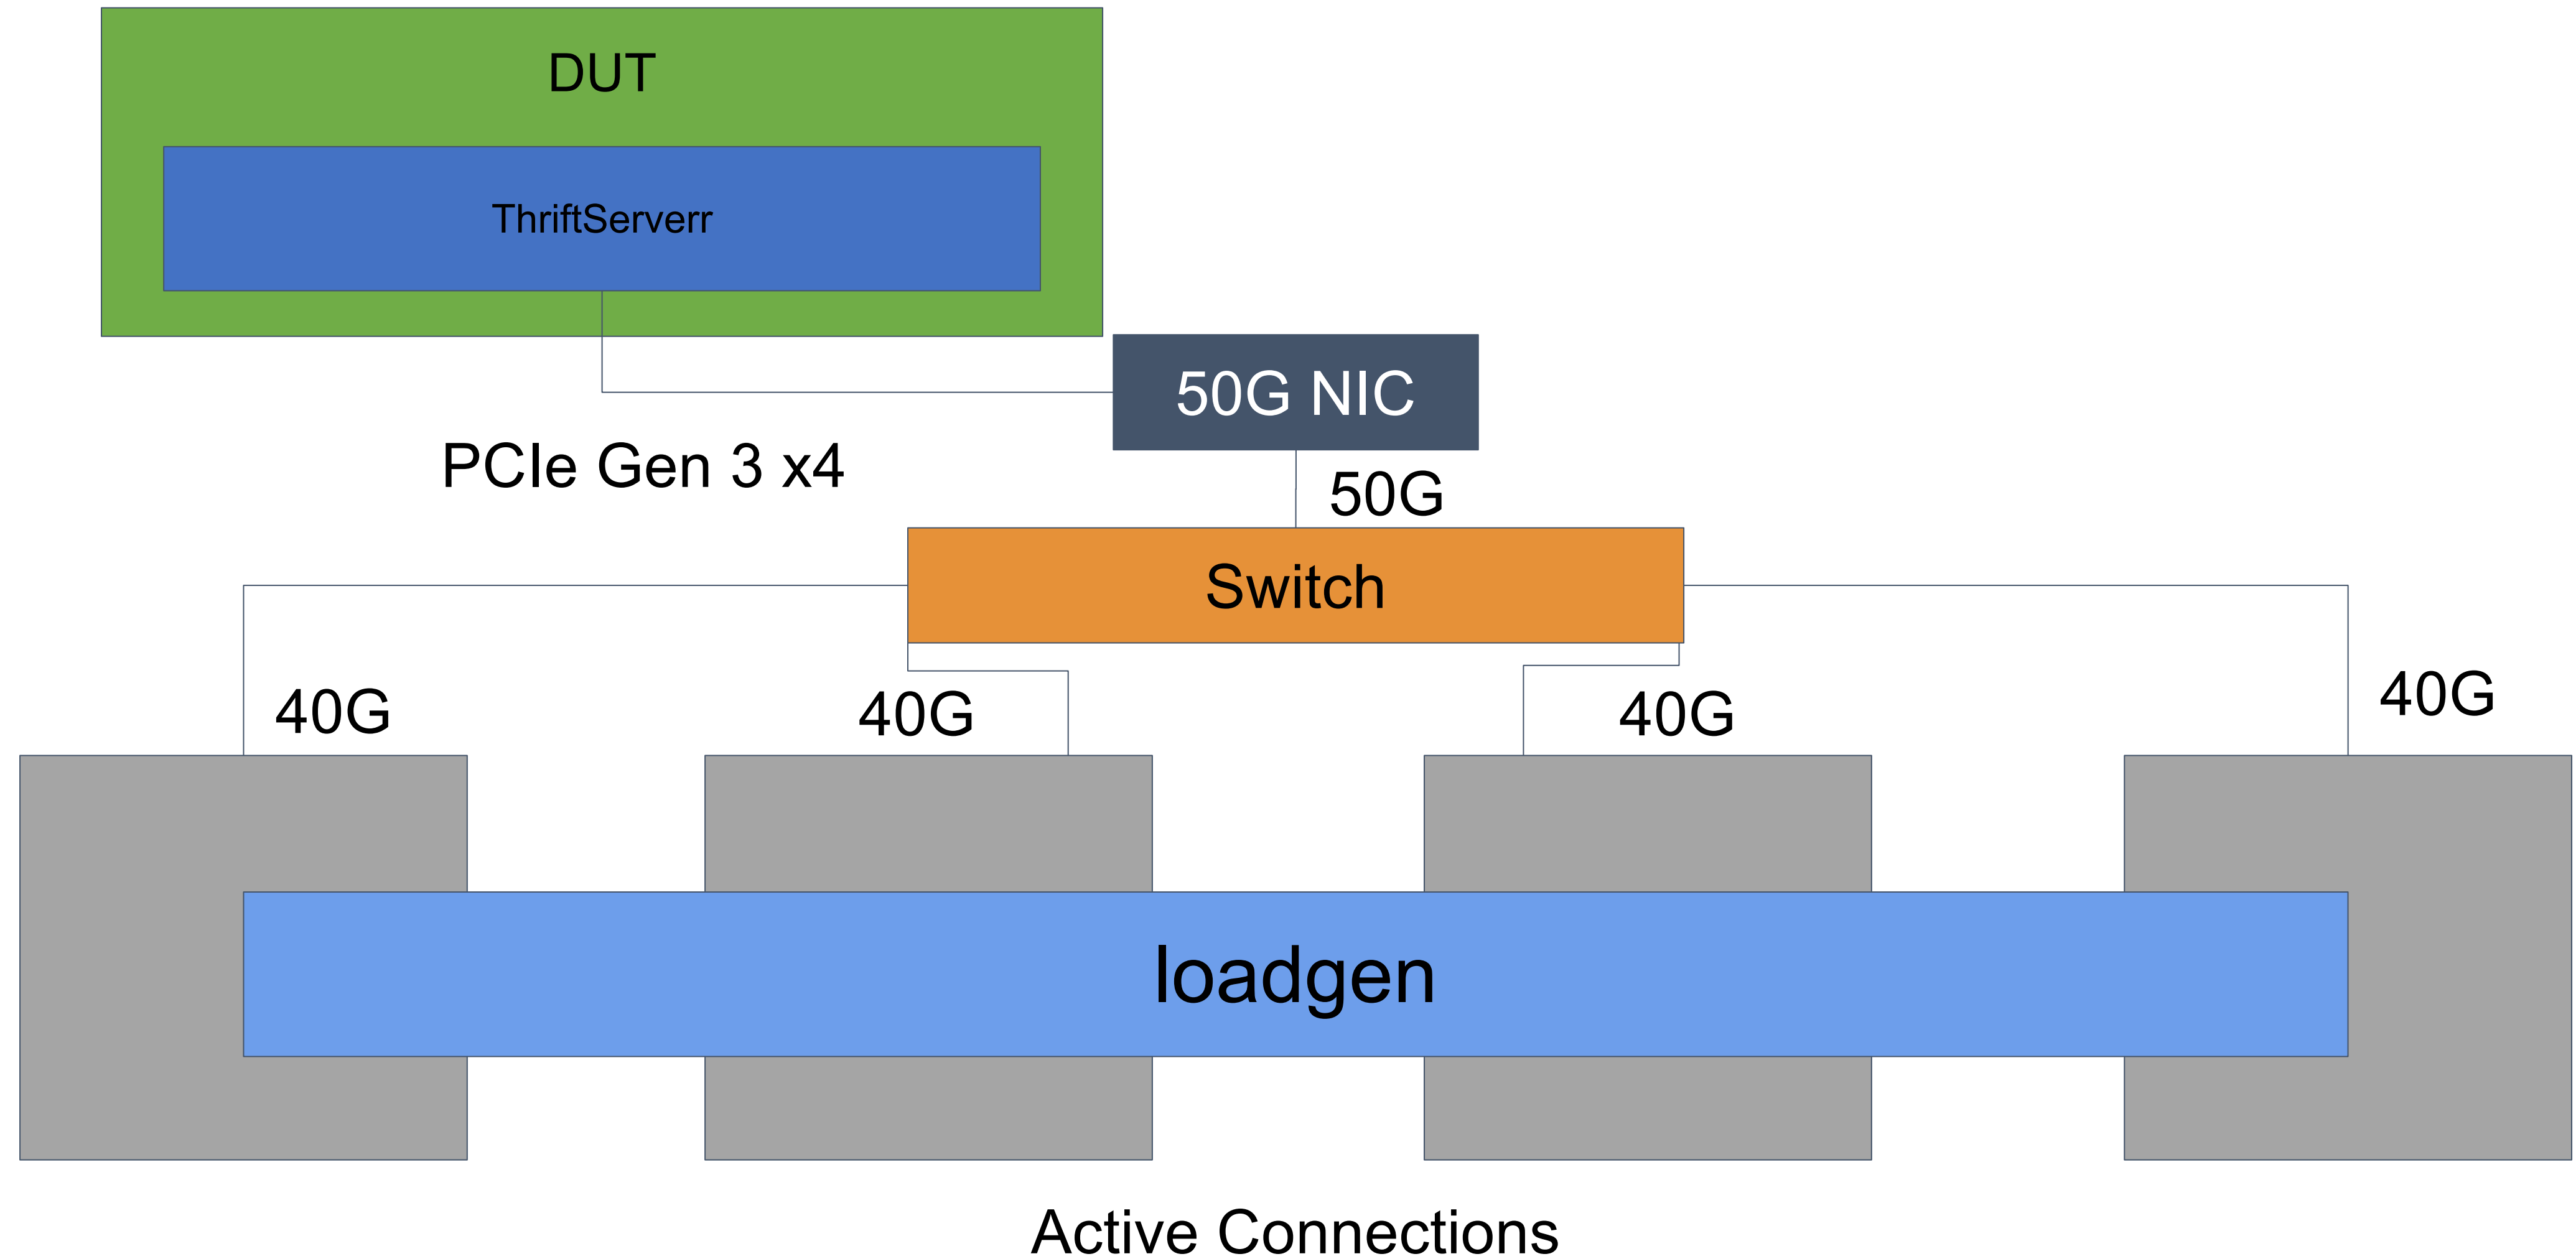 DUT
ThriftServerr
50G NIC
PCIe Gen 3 x4
50G
Switch
40G
40G
40G
40G
loadgen
Active Connections